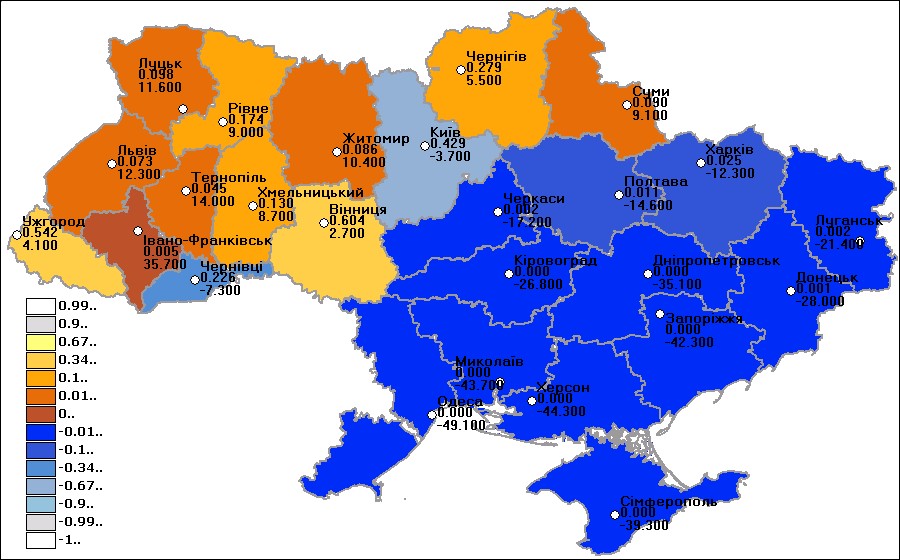 Луцьк
0.098
11.600
Рівне
0.174
9.000
Житомир
0.086
10.400
Київ
0.429
-3.700
Чернігів
0.279
5.500
Суми
0.090
9.100
Львів
0.073
12.300
Тернопіль
0.045
14.000
Хмельницький
0.130
8.700
Вінниця
0.604
2.700
Черкаси
0.002
-17.200
Полтава
0.011
-14.600
Харків
0.025
-12.300
Луганськ
0.002
-21.400
Ужгород
0.542
4.100
Івано-Франківськ
0.005
35.700
Чернівці
0.226
-7.300
Кіровоград
0.000
-26.800
Дніпропетровськ
0.000
-35.100
Донецьк
0.001
-28.000
Запоріжжя
0.000
-42.300
Миколаїв
0.000
-43.700
Херсон
0.000
-44.300
Одеса
0.000
-49.100
Сімферополь
0.000
-39.300
0.99..
0.9..
0.67..
0.34..
0.1..
0.01..
0..
-0.01..
-0.1..
-0.34..
-0.67..
-0.9..
-0.99..
-1..